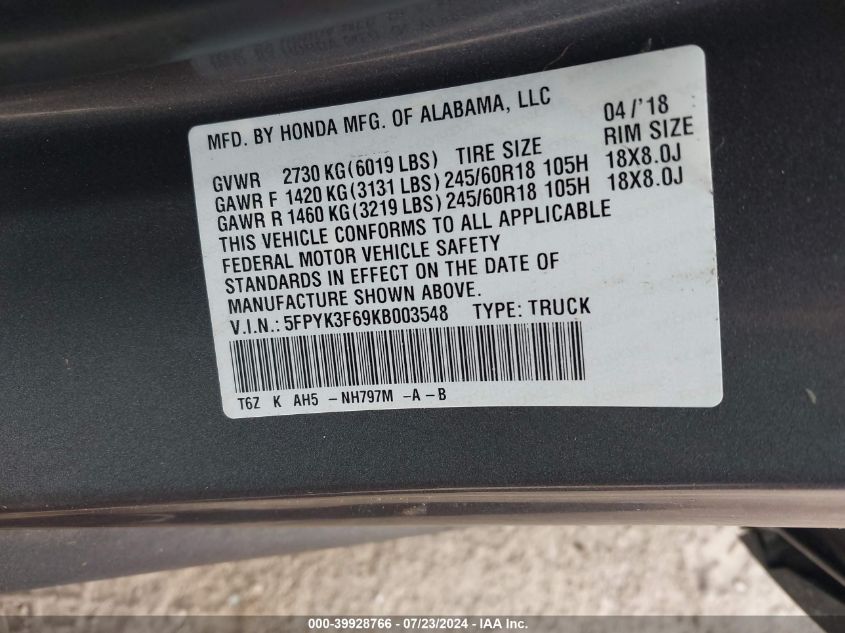 MFD. BY HONDA MFG. OF ALABAMA, LLC 04/'18
GVWR 2730 KG(6019 LBS) TIRE SIZE RIM SIZE
GAWR F 1420 KG(3131 LBS) 245/60R18 105H 18X8.0J
GAWR R 1460 KG(3219 LBS) 245/60R18 105H 18X8.0J
THIS VEHICLE CONFORMS TO ALL APPLICABLE
FEDERAL MOTOR VEHICLE SAFETY
STANDARDS IN EFFECT ON THE DATE OF
MANUFACTURE SHOWN ABOVE.
V.I.N.: 5FPYK3F69KB003548 TYPE: TRUCK
T6Z K AH5 -NH797M -A-B
000-39928766 - 07/23/2024 - WWW.IAAI.COM